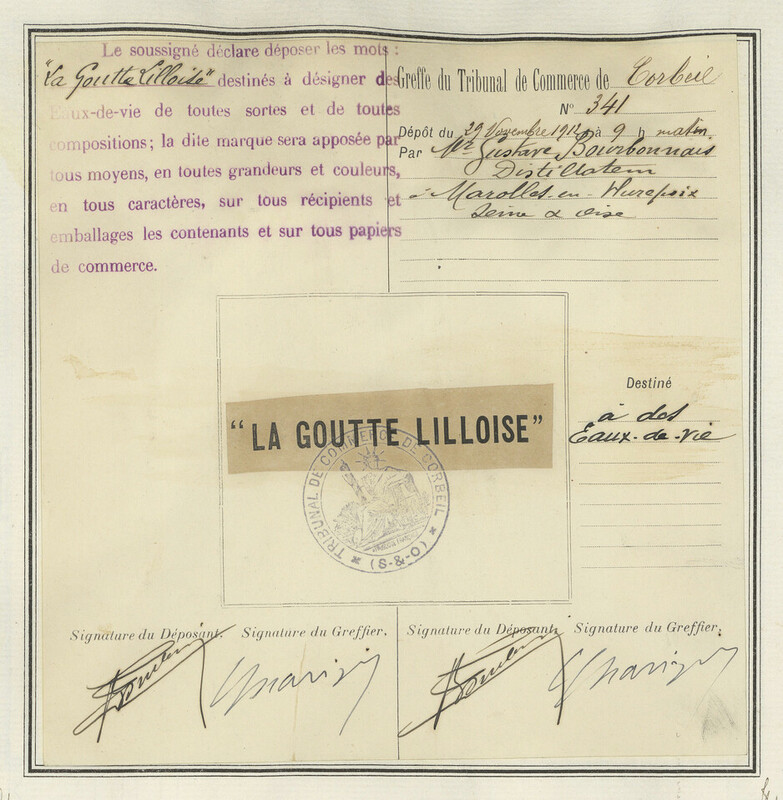 Le soussigné déclare déposer les mots :
"La Goutte Lilloise" destinés à désigner des
Eaux-de-vie de toutes sortes et de toutes
compositions; la dite marque sera apposée par
tous moyens, en toutes grandeurs et couleurs,
en tous caractères, sur tous récipients et
emballages les contenants et sur tous papiers
de commerce.
Greffe du Tribunal de Commerce de Corbeil
N° 341
Dépôt du 29 Novembre 1912 à 9 h matin
Par Mr Gustave Bourbonnais
Distillateur
à Marolles-en-Hurepoix
Seine & Oise
"LA GOUTTE LILLOISE"
TRIBUNAL DE COMMERCE DE CORBEIL
(S-&-O)
Destiné
à des
Eaux-de-vie
Signature du Déposant. Signature du Greffier.
Signature du Déposant. Signature du Greffier.